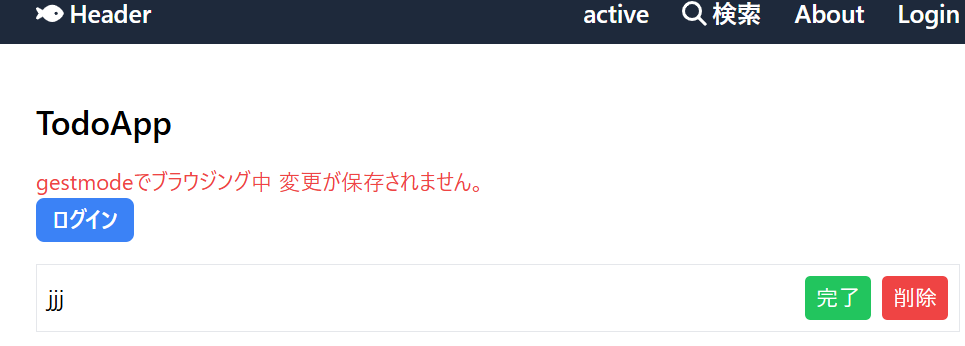 Header active 検索 About Login
TodoApp
gestmodeでブラウジング中 変更が保存されません。
ログイン
jjj 完了 削除